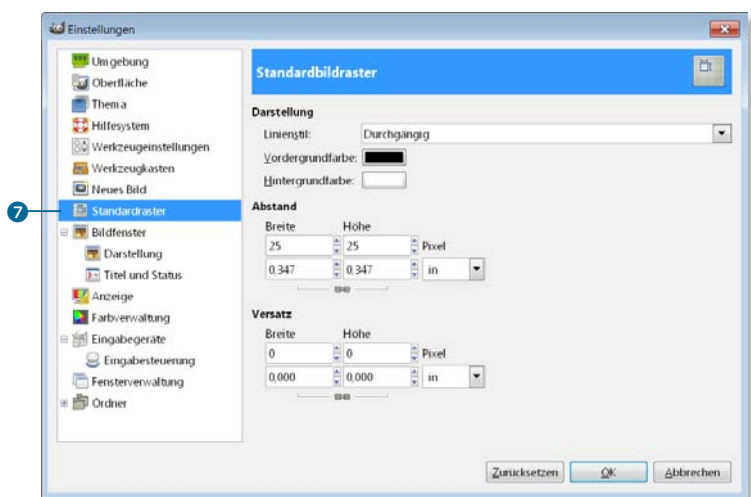 Einstellungen
Umgebung
Oberfläche
Thema
Hilfesystem
Werkzeugeinstellungen
Werkzeugkasten
Neues Bild
7
Standardraster
Bildfenster
Darstellung
Titel und Status
Anzeige
Farbverwaltung
Eingabegeräte
Eingabesteuerung
Fensterverwaltung
Ordner
Standardbildraster
Darstellung
Linienstil: Durchgängig
Vordergrundfarbe:
Hintergrundfarbe:
Abstand
Breite Höhe
25 25 Pixel
0,347 0,347 in
Versatz
Breite Höhe
0 0 Pixel
0,000 0,000 in
Zurücksetzen OK Abbrechen